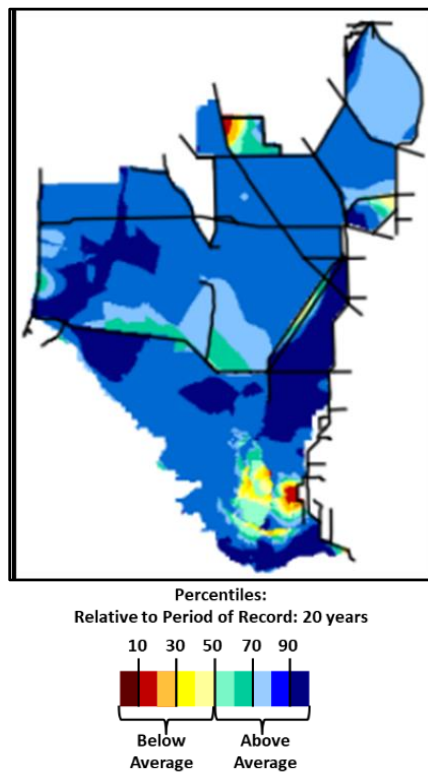 Percentiles:
Relative to Period of Record: 20 years
10 30 50 70 90
Below Above
Average Average